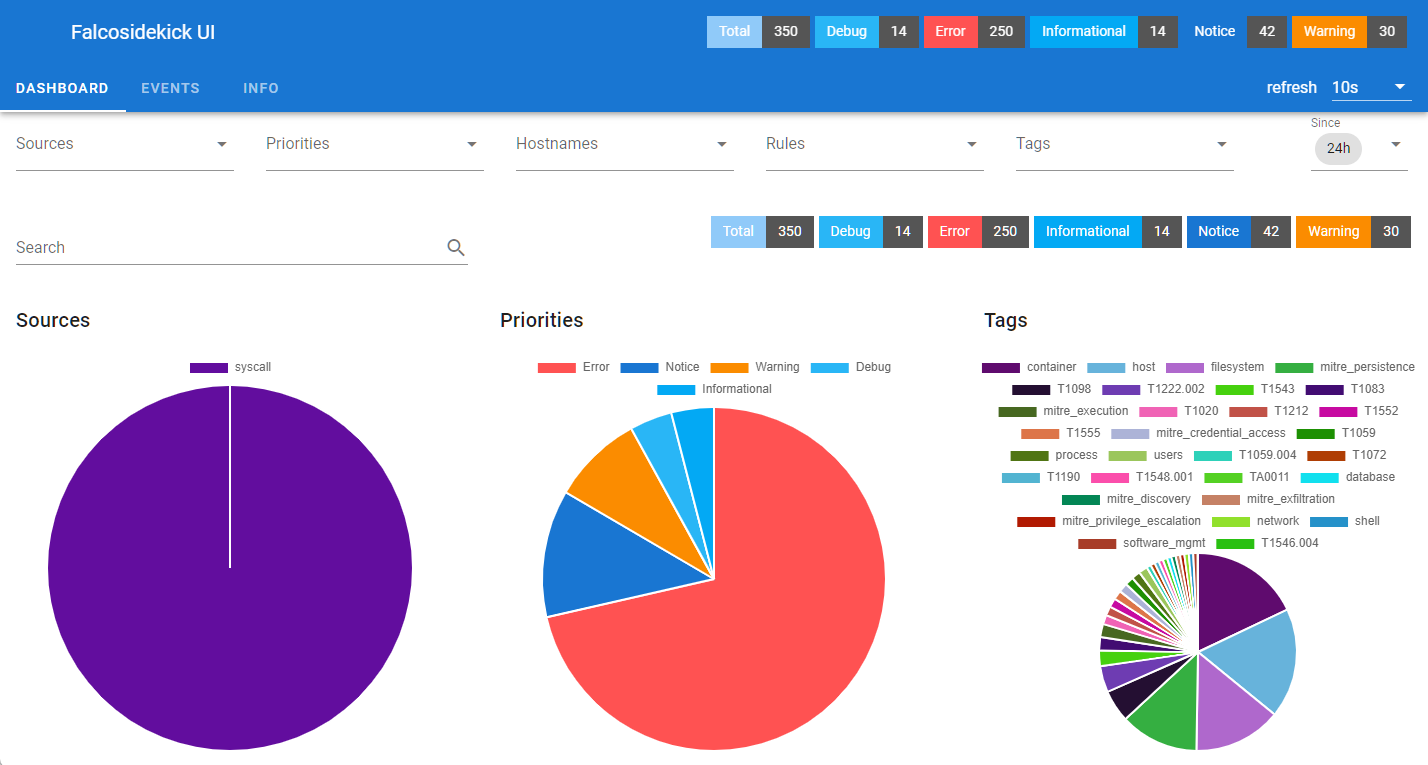 Falcosidekick UI
Total 350 Debug 14 Error 250 Informational 14 Notice 42 Warning 30
DASHBOARD EVENTS INFO
refresh 10s
Since
Sources Priorities Hostnames Rules Tags 24h
Search
Total 350 Debug 14 Error 250 Informational 14 Notice 42 Warning 30
Sources
syscall
Priorities
Error Notice Warning Debug
Informational
Tags
container host filesystem mitre_persistence
T1098 T1222.002 T1543 T1083
mitre_execution T1020 T1212 T1552
T1555 mitre_credential_access T1059
process users T1059.004 T1072
T1190 T1548.001 TA0011 database
mitre_discovery mitre_exfiltration
mitre_privilege_escalation network shell
software_mgmt T1546.004